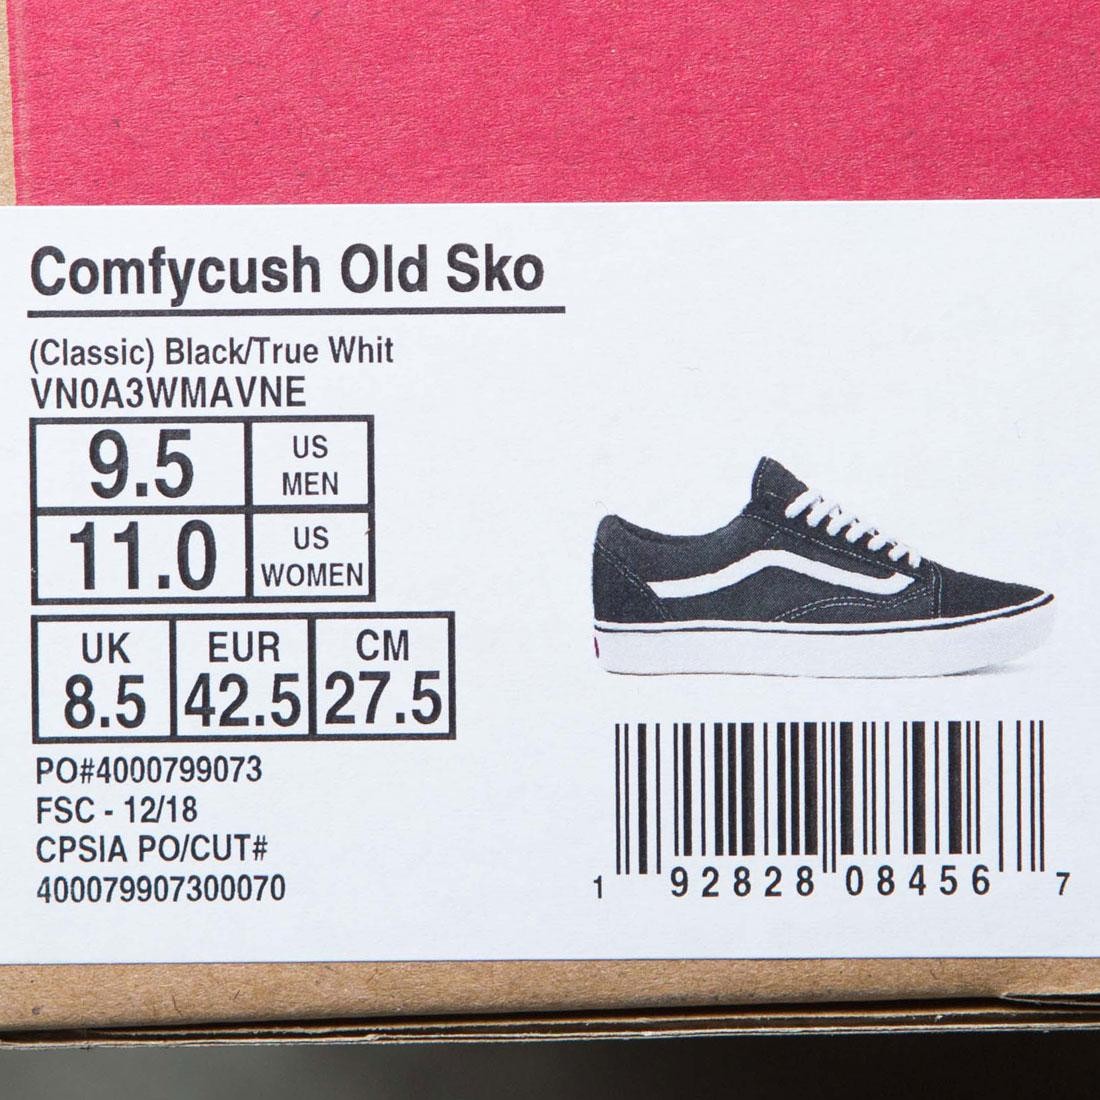 Comfycush Old Sko
(Classic) Black/True Whit
VN0A3WMAVNE
9.5 US MEN
11.0 US WOMEN
UK EUR CM
8.5 42.5 27.5
PO#4000799073
FSC - 12/18
CPSIA PO/CUT#
400079907300070
1 92828 08456 7